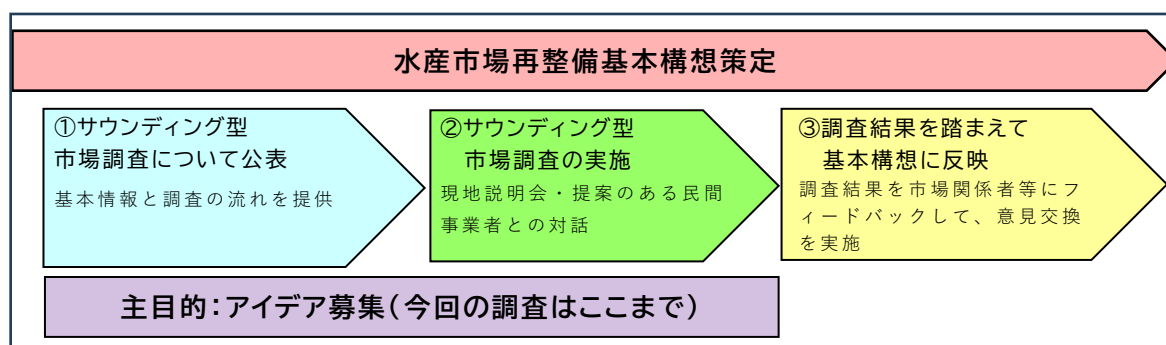 水産市場再整備基本構想策定
①サウンディング型
市場調査について公表
基本情報と調査の流れを提供
②サウンディング型
市場調査の実施
現地説明会・提案のある民間
事業者との対話
③調査結果を踏まえて
基本構想に反映
調査結果を市場関係者等にフ
ィードバックして、意見交換
を実施
主目的：アイデア募集（今回の調査はここまで）